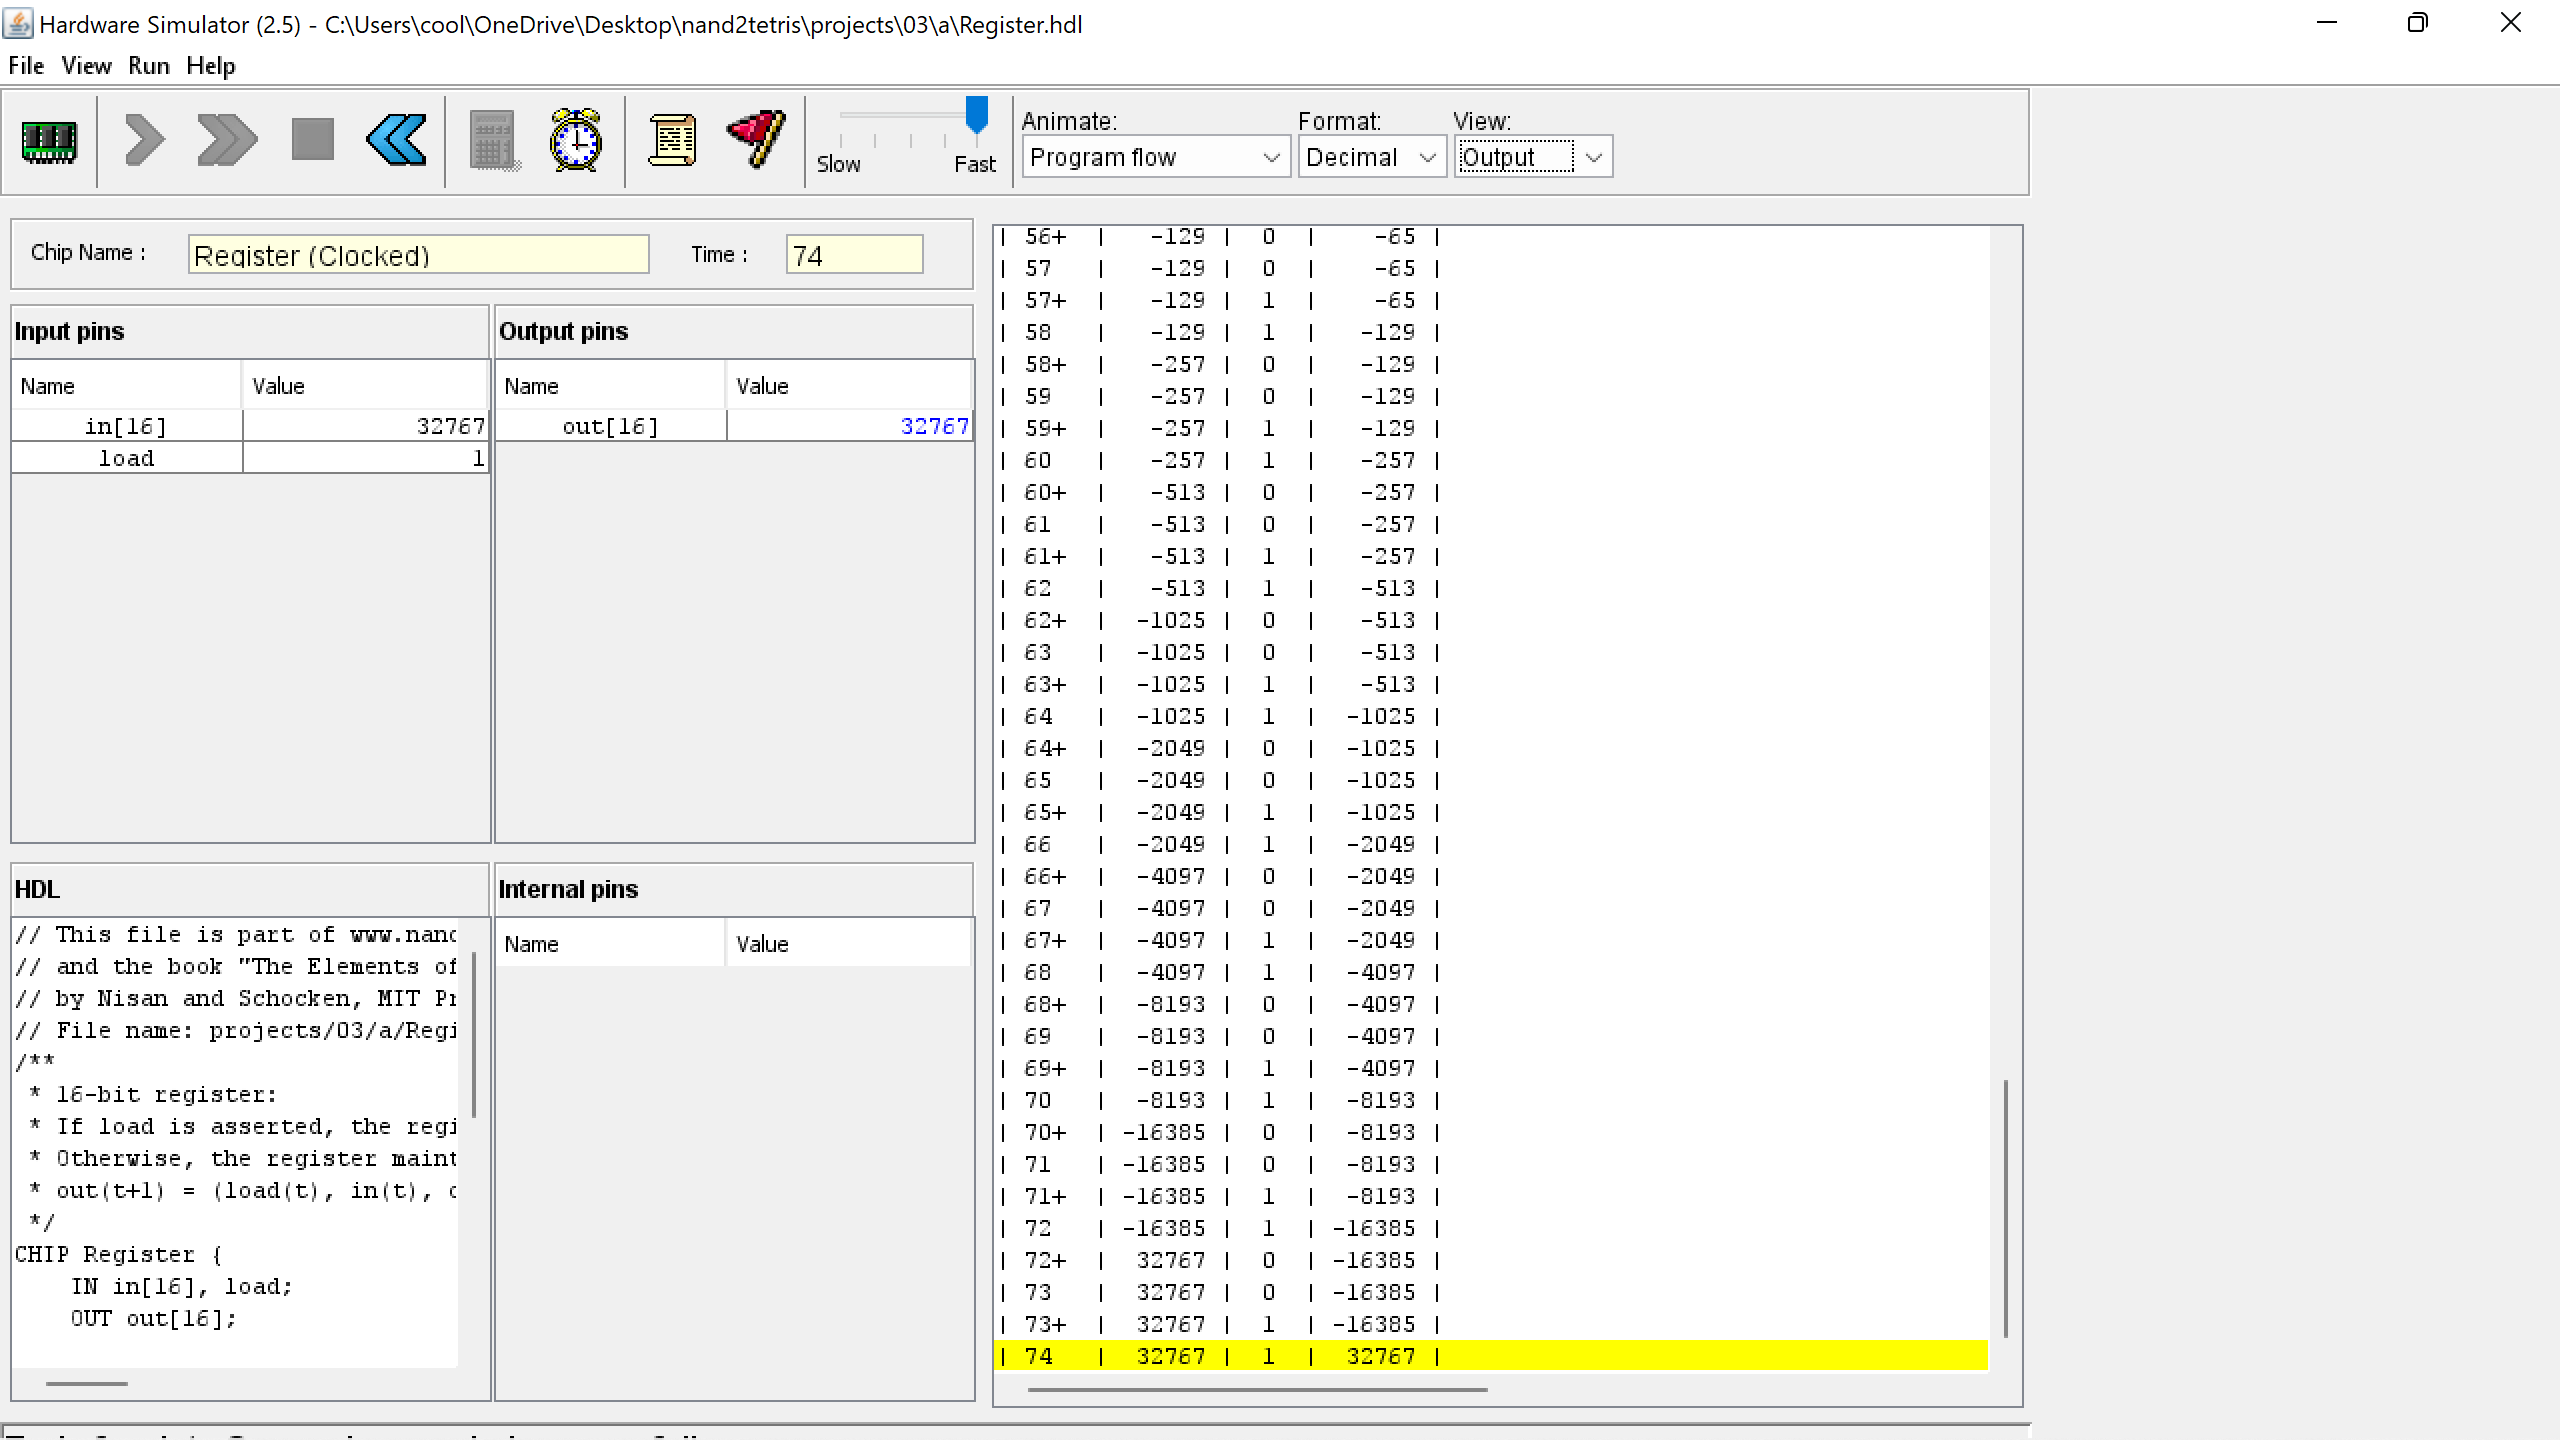 Hardware Simulator (2.5) - C:\Users\cool\OneDrive\Desktop\nand2tetris\projects\03\a\Register.hdl
File View Run Help
Slow Fast
Animate: Format: View:
Program flow Decimal Output
Chip Name : Register (Clocked) Time : 74
Input pins
Name Value
in[16] 32767
load 1
Output pins
Name Value
out[16] 32767
HDL
// This file is part of www.nand
// and the book "The Elements of
// by Nisan and Schocken, MIT Pr
// File name: projects/03/a/Regi
/**
* 16-bit register:
* If load is asserted, the regi
* Otherwise, the register maint
* out(t+1) = (load(t), in(t), o
*/
CHIP Register {
IN in[16], load;
OUT out[16];
Internal pins
Name Value
| 56+ | -129 | 0 | -65 |
| 57 | -129 | 0 | -65 |
| 57+ | -129 | 1 | -65 |
| 58 | -129 | 1 | -129 |
| 58+ | -257 | 0 | -129 |
| 59 | -257 | 0 | -129 |
| 59+ | -257 | 1 | -129 |
| 60 | -257 | 1 | -257 |
| 60+ | -513 | 0 | -257 |
| 61 | -513 | 0 | -257 |
| 61+ | -513 | 1 | -257 |
| 62 | -513 | 1 | -513 |
| 62+ | -1025 | 0 | -513 |
| 63 | -1025 | 0 | -513 |
| 63+ | -1025 | 1 | -513 |
| 64 | -1025 | 1 | -1025 |
| 64+ | -2049 | 0 | -1025 |
| 65 | -2049 | 0 | -1025 |
| 65+ | -2049 | 1 | -1025 |
| 66 | -2049 | 1 | -2049 |
| 66+ | -4097 | 0 | -2049 |
| 67 | -4097 | 0 | -2049 |
| 67+ | -4097 | 1 | -2049 |
| 68 | -4097 | 1 | -4097 |
| 68+ | -8193 | 0 | -4097 |
| 69 | -8193 | 0 | -4097 |
| 69+ | -8193 | 1 | -4097 |
| 70 | -8193 | 1 | -8193 |
| 70+ | -16385 | 0 | -8193 |
| 71 | -16385 | 0 | -8193 |
| 71+ | -16385 | 1 | -8193 |
| 72 | -16385 | 1 | -16385 |
| 72+ | 32767 | 0 | -16385 |
| 73 | 32767 | 0 | -16385 |
| 73+ | 32767 | 1 | -16385 |
| 74 | 32767 | 1 | 32767 |